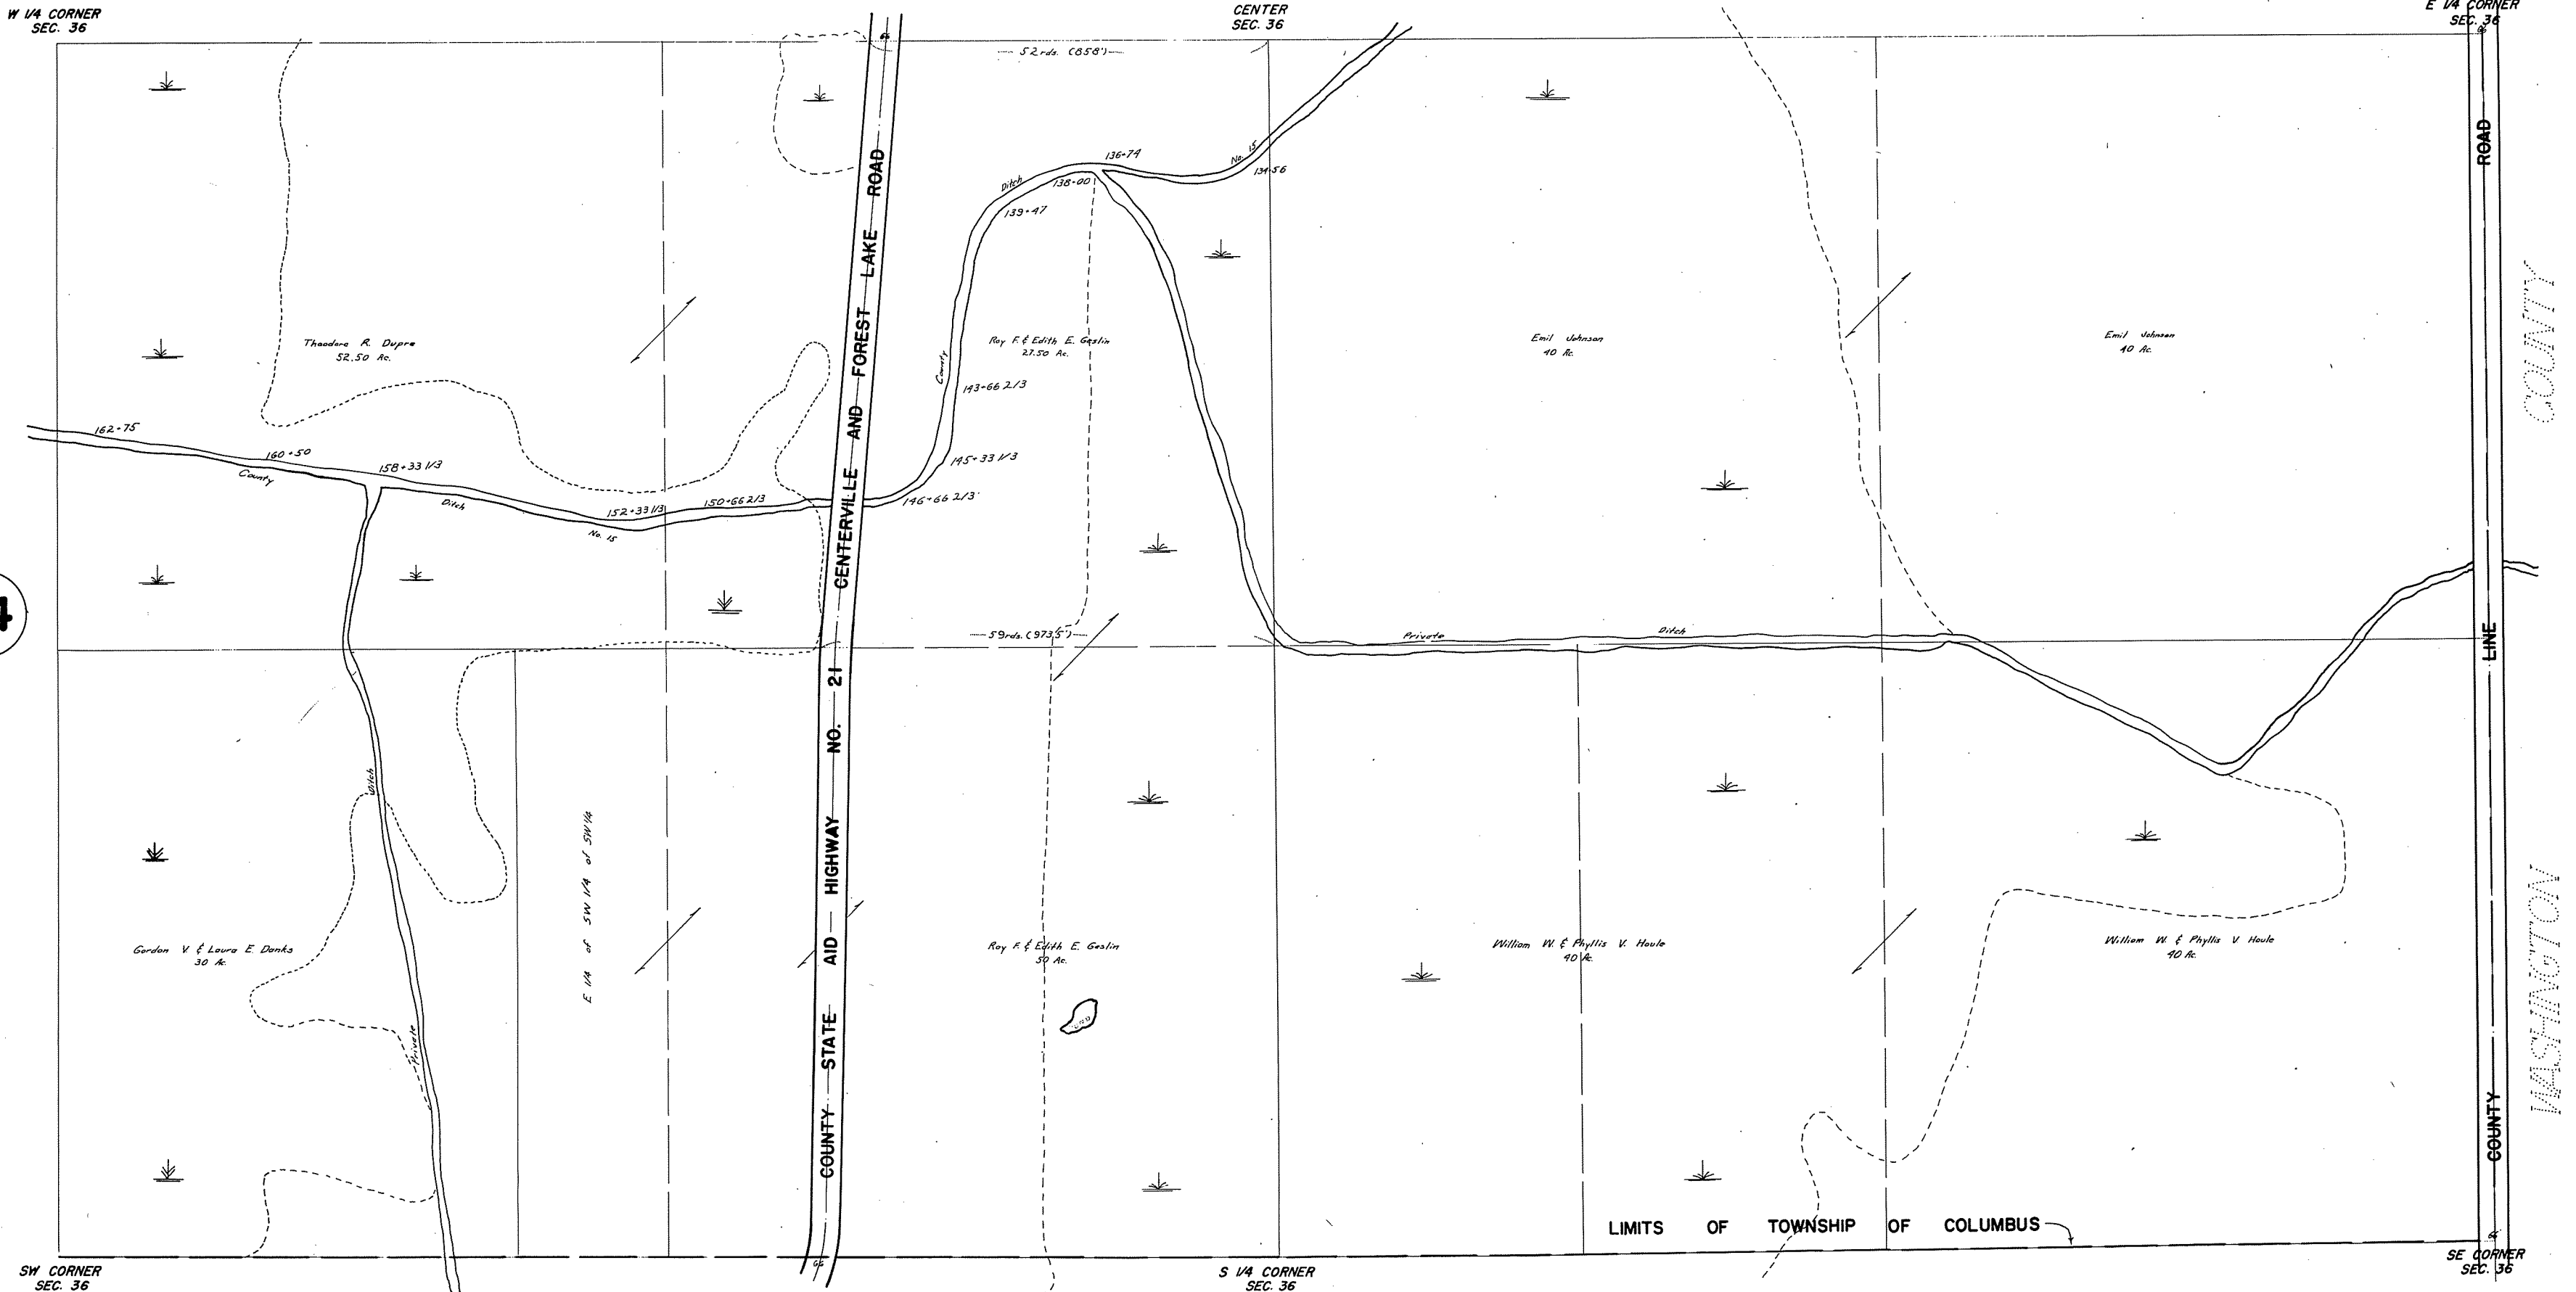 W 1/4 CORNER
SEC. 36
CENTER
SEC. 36
E 1/4 CORNER
SEC. 36
66
52 rds. (858')
136+74
No. 15
134+56
Ditch
138+00
139+47
ROAD
COUNTY
Theodore R. Dupre
52.50 Ac.
Roy F. & Edith E. Geslin
27.50 Ac.
Emil Johnson
40 Ac.
Emil Johnson
40 Ac.
County
143+66 2/3
162+75
160+50
158+33 1/3
145+33 1/3
County
Ditch
150+66 2/3
146+66 2/3
152+33 1/3
No. 15
CENTERVILLE AND FOREST LAKE ROAD
4
59 rds. (973.5')
Private Ditch
LINE
COUNTY STATE AID HIGHWAY NO. 21
Ditch
E 1/4 of SW 1/4 of SW 1/4
Gordon V. & Laura E. Danks
30 Ac.
Roy F. & Edith E. Geslin
50 Ac.
William W. & Phyllis V. Houle
40 Ac.
William W. & Phyllis V. Houle
40 Ac.
WASHINGTON
Private
COUNTY
LIMITS OF TOWNSHIP OF COLUMBUS
66
SW CORNER
SEC. 36
S 1/4 CORNER
SEC. 36
SE CORNER
SEC. 36